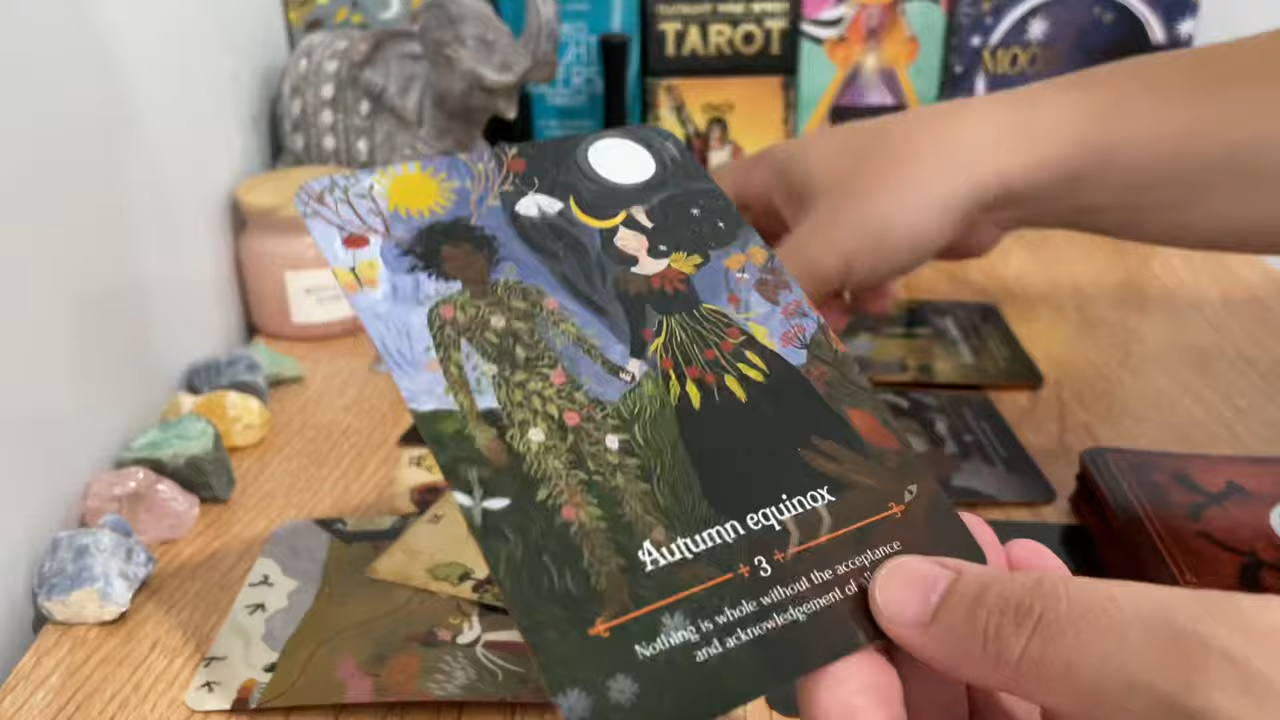 TAROT
MOON
Autumn equinox
3
Nothing is whole without the acceptance
and acknowledgement of